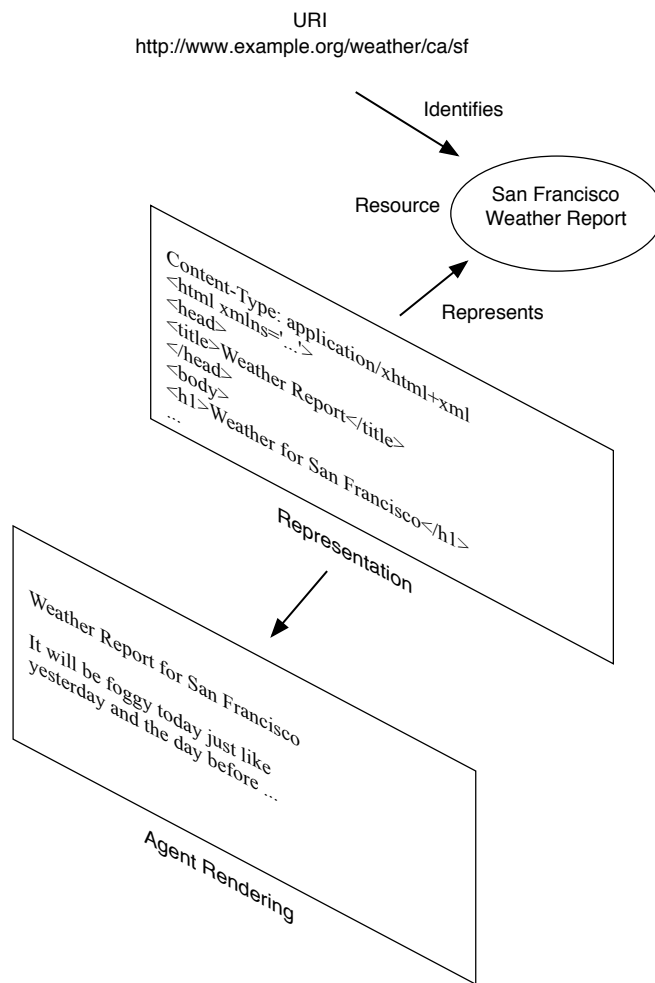 URI
http://www.example.org/weather/ca/sf
Identifies
Resource
San Francisco
Weather Report
Represents
Content-Type: application/xhtml+xml
<html xmlns='...'>
<head>
<title>Weather Report</title>
</head>
<body>
<h1>Weather for San Francisco</h1>
...
Representation
Weather Report for San Francisco
It will be foggy today just like
yesterday and the day before ...
Agent Rendering